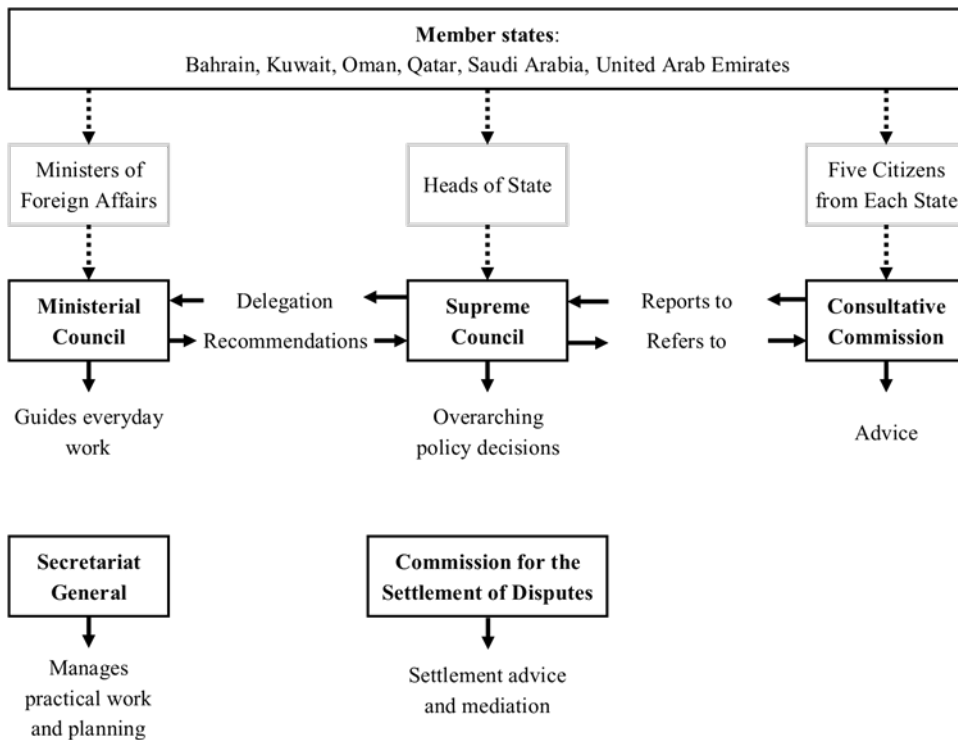 Member states:
Bahrain, Kuwait, Oman, Qatar, Saudi Arabia, United Arab Emirates
Ministers of
Foreign Affairs
Heads of State
Five Citizens
from Each State
Ministerial
Council
Delegation
Recommendations
Supreme
Council
Reports to
Refers to
Consultative
Commission
Guides everyday
work
Overarching
policy decisions
Advice
Secretariat
General
Commission for the
Settlement of Disputes
Manages
practical work
and planning
Settlement advice
and mediation